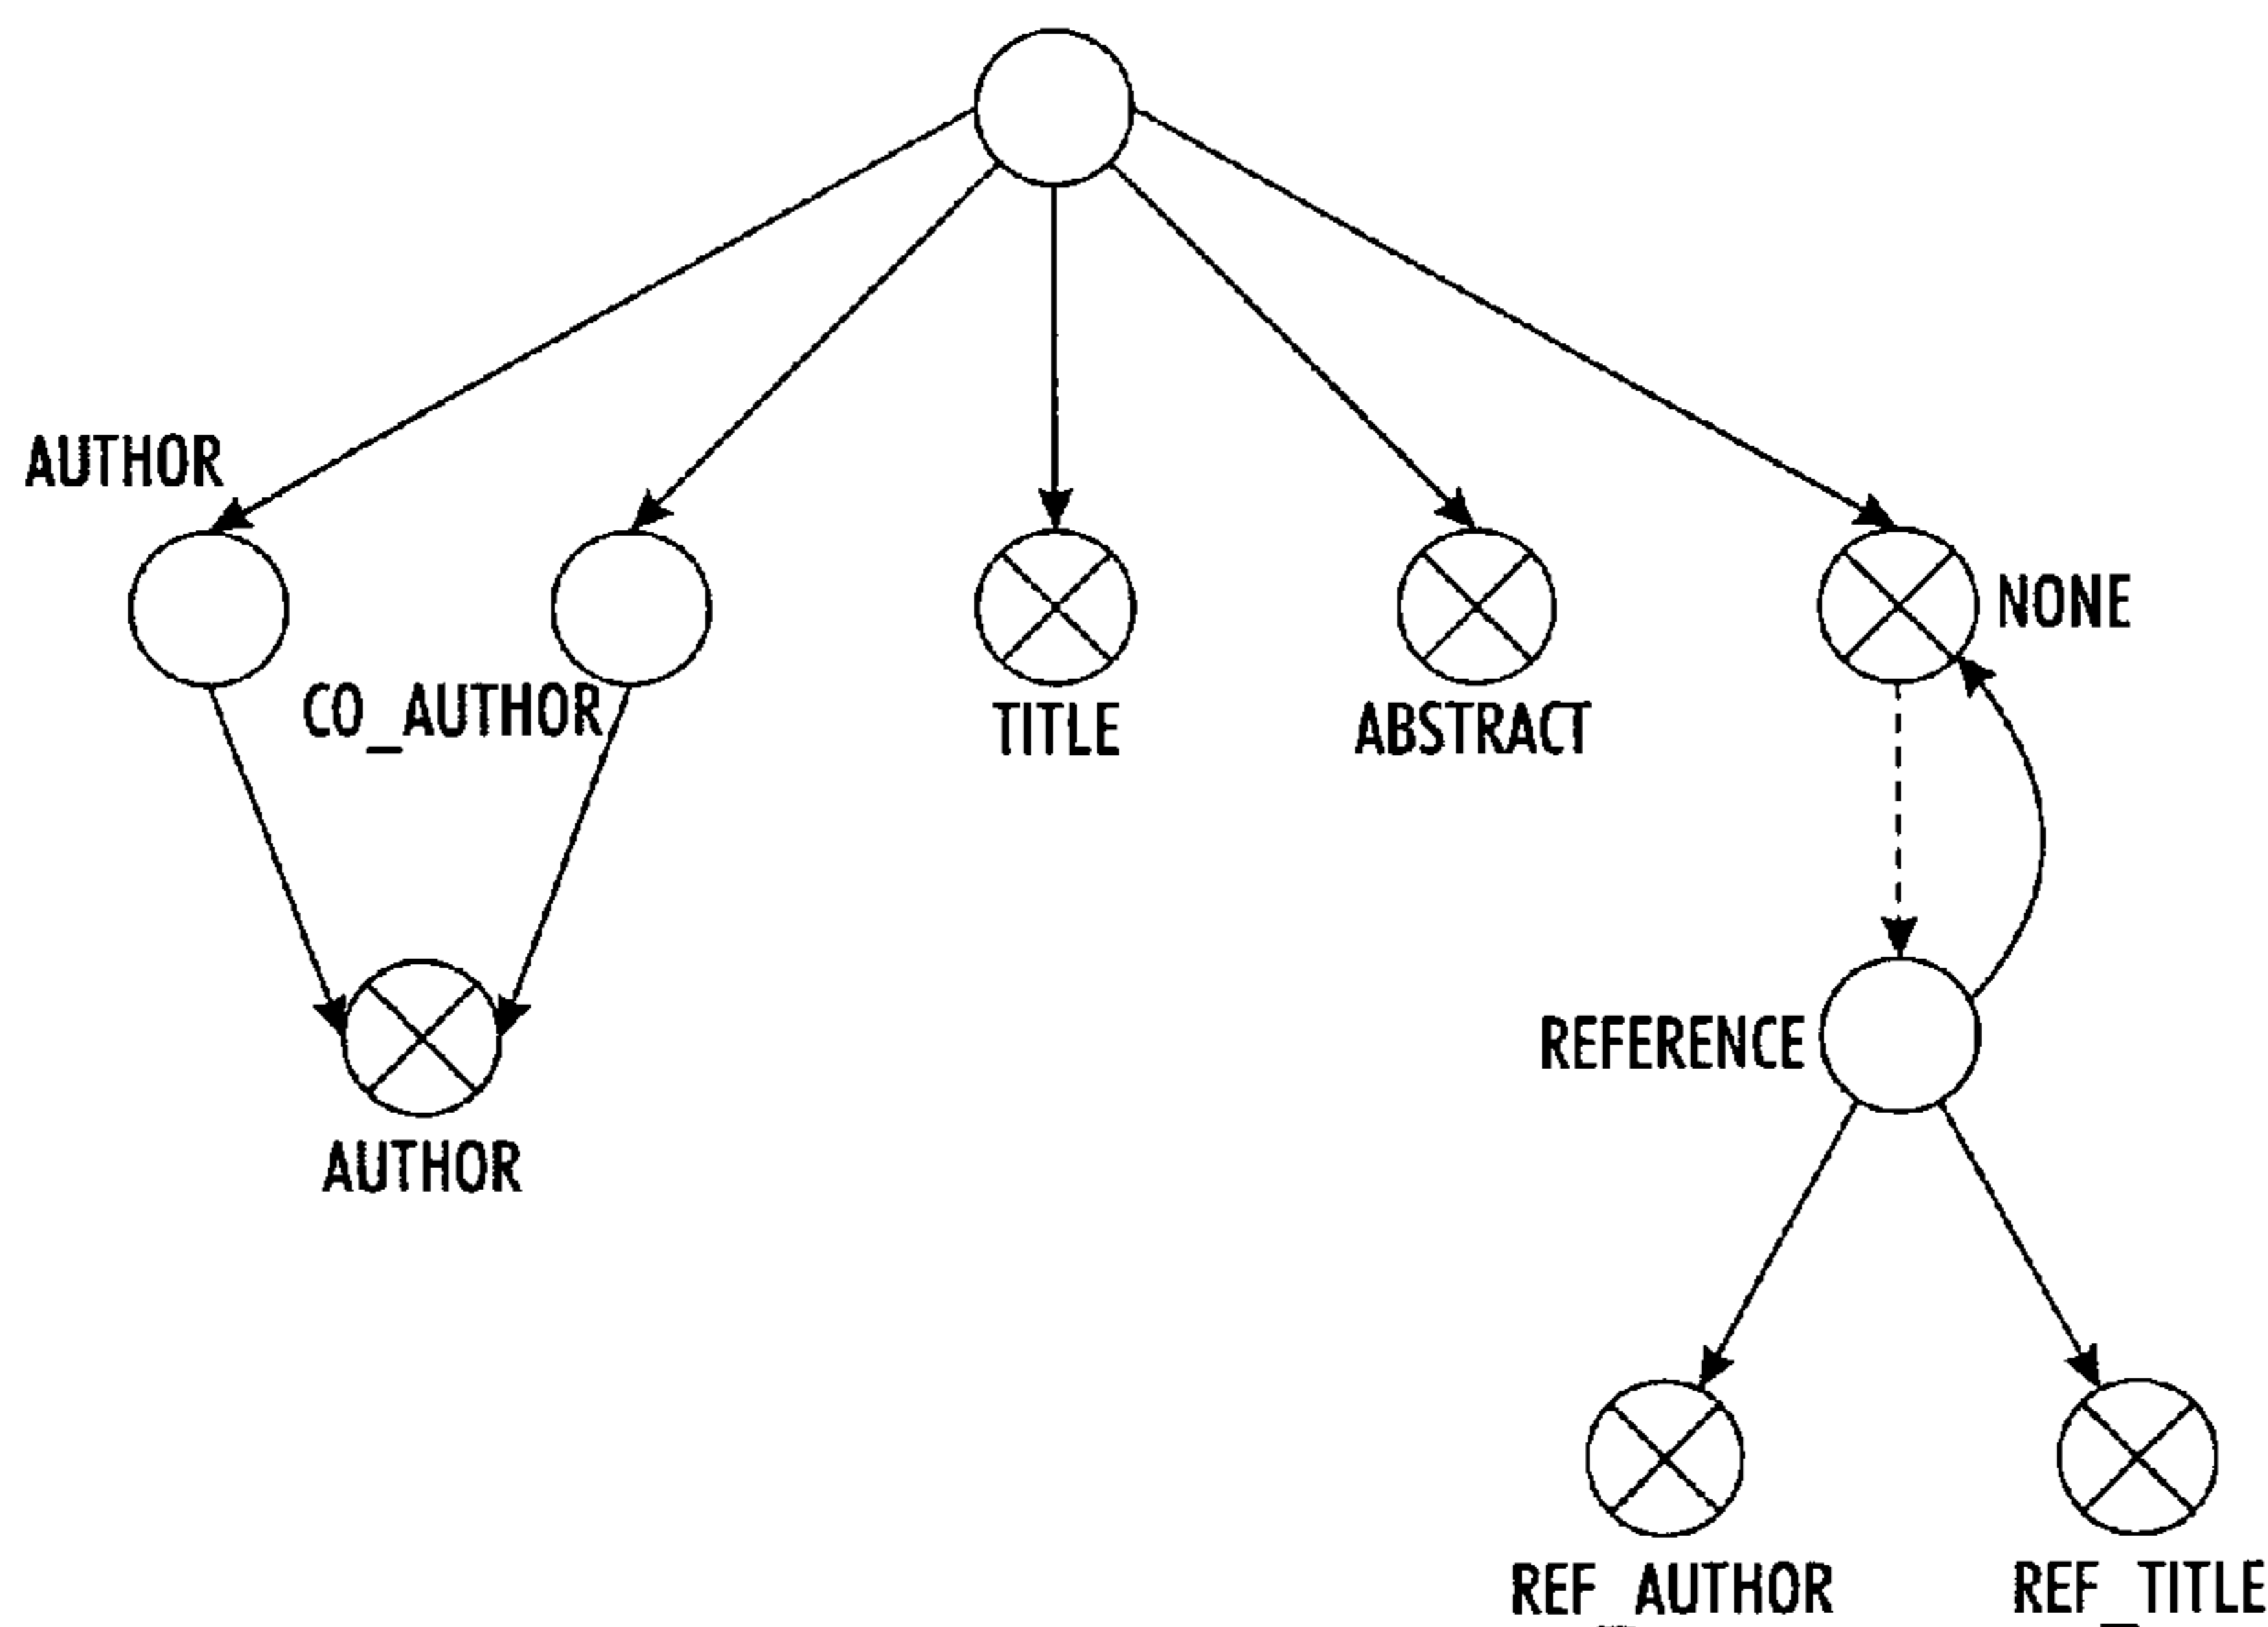 AUTHOR
NONE
CO_AUTHOR
TITLE
ABSTRACT
REFERENCE
AUTHOR
REF_AUTHOR
REF_TITLE